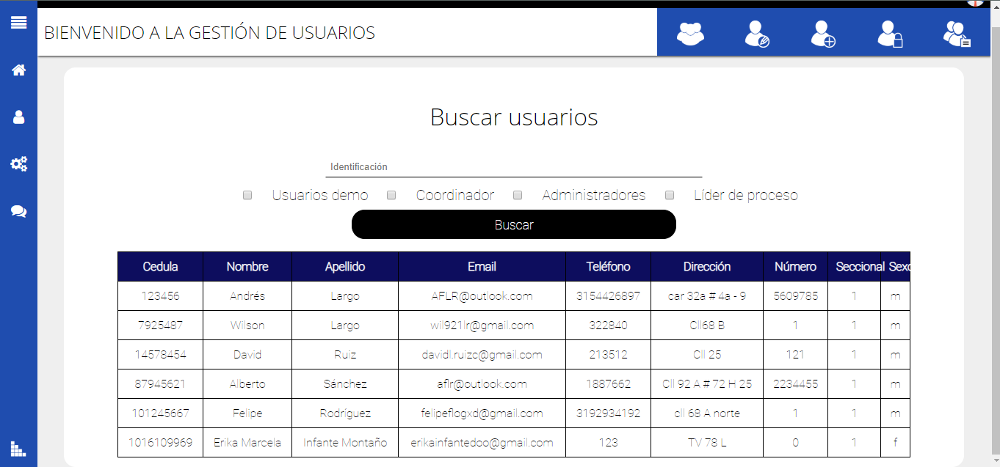 BIENVENIDO A LA GESTIÓN DE USUARIOS
Buscar usuarios
Identificación
Usuarios demo Coordinador Administradores Líder de proceso
Buscar
Cedula Nombre Apellido Email Teléfono Dirección Número Seccional Sexo
123456 Andrés Largo AFLR@outlook.com 3154426897 car 32a # 4a - 9 5609785 1 m
7925487 Wilson Largo wil921lr@gmail.com 322840 Cll68 B 1 1 m
14578454 David Ruiz davidl.ruizc@gmail.com 213512 Cll 25 121 1 m
87945621 Alberto Sánchez aflr@outlook.com 1887662 Cll 92 A # 72 H 25 2234455 1 m
101245667 Felipe Rodríguez felipeflogxd@gmail.com 3192934192 cll 68 A norte 1 1 m
1016109969 Erika Marcela Infante Montaño erikainfantedoo@gmail.com 123 TV 78 L 0 1 f